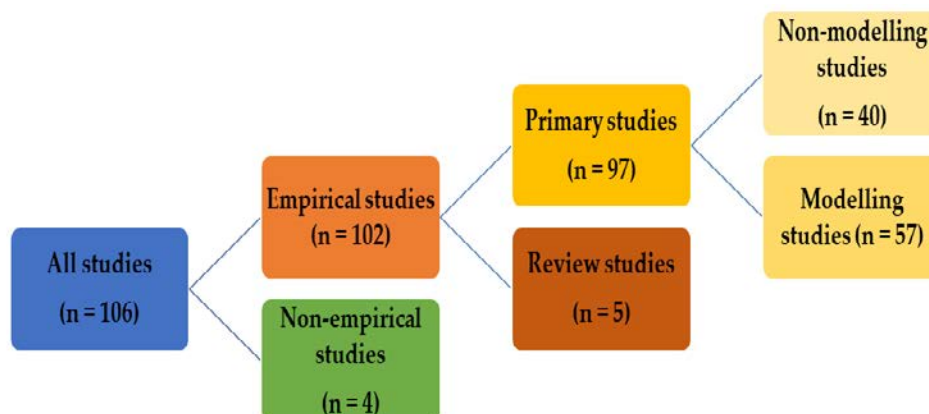 All studies
(n = 106)
Empirical studies
(n = 102)
Non-empirical
studies
(n = 4)
Primary studies
(n = 97)
Review studies
(n = 5)
Non-modelling
studies
(n = 40)
Modelling
studies (n = 57)